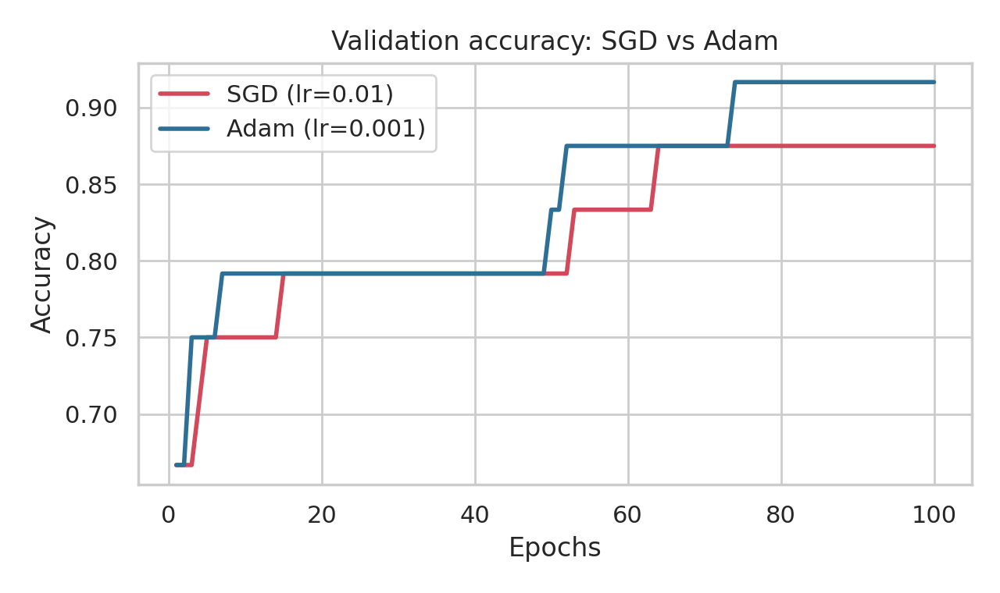 Validation accuracy: SGD vs Adam
SGD (lr=0.01)
Adam (lr=0.001)
0.90
0.85
0.80
0.75
0.70
Accuracy
0 20 40 60 80 100
Epochs